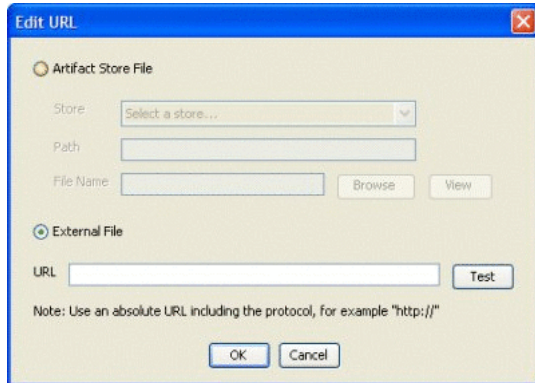 Edit URL
Artifact Store File
Store Select a store...
Path
File Name Browse View
External File
URL Test
Note: Use an absolute URL including the protocol, for example "http://"
OK Cancel